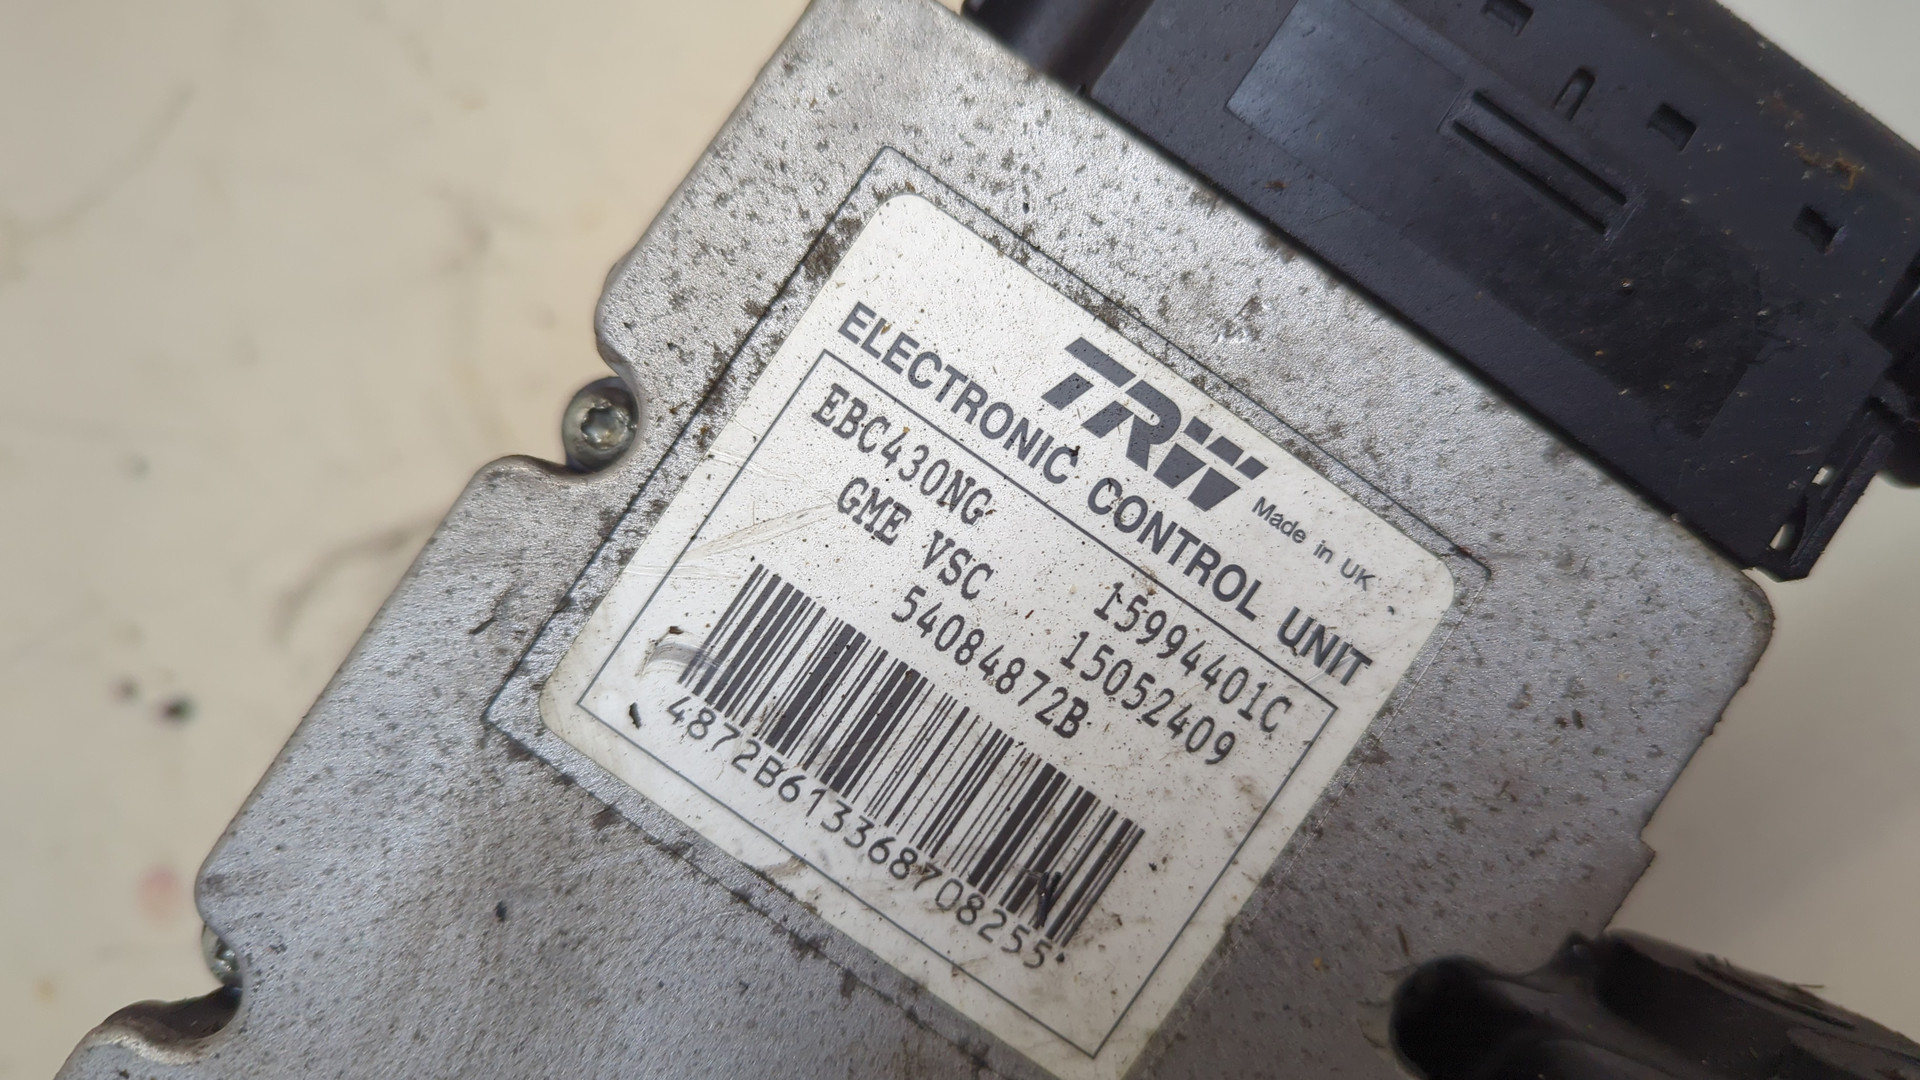 TRW Made in UK
ELECTRONIC CONTROL UNIT
EBC430NG 15994401C
GME VSC 15052409
54084872B
4872B613368708255